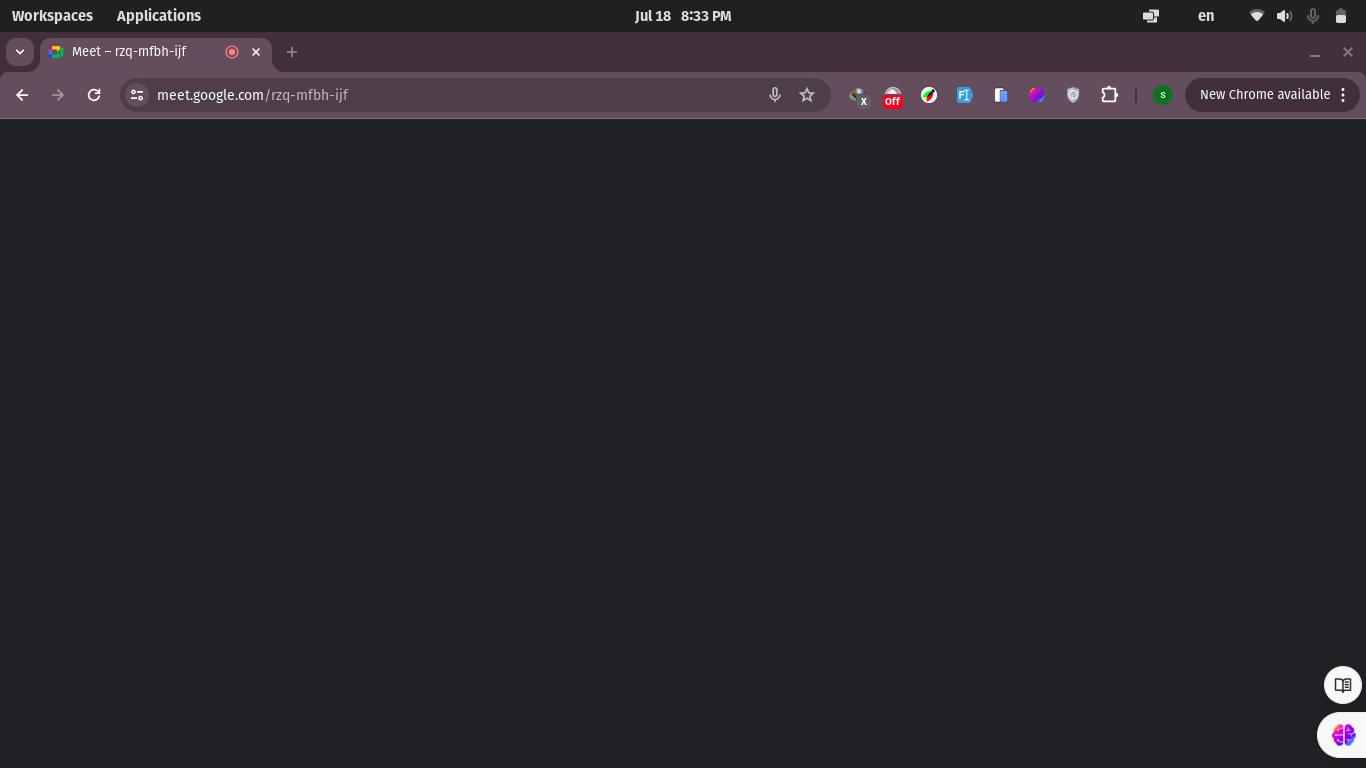 Workspaces Applications Jul 18 8:33 PM en
Meet – rzq-mfbh-ijf
meet.google.com/rzq-mfbh-ijf X Off FI S New Chrome available